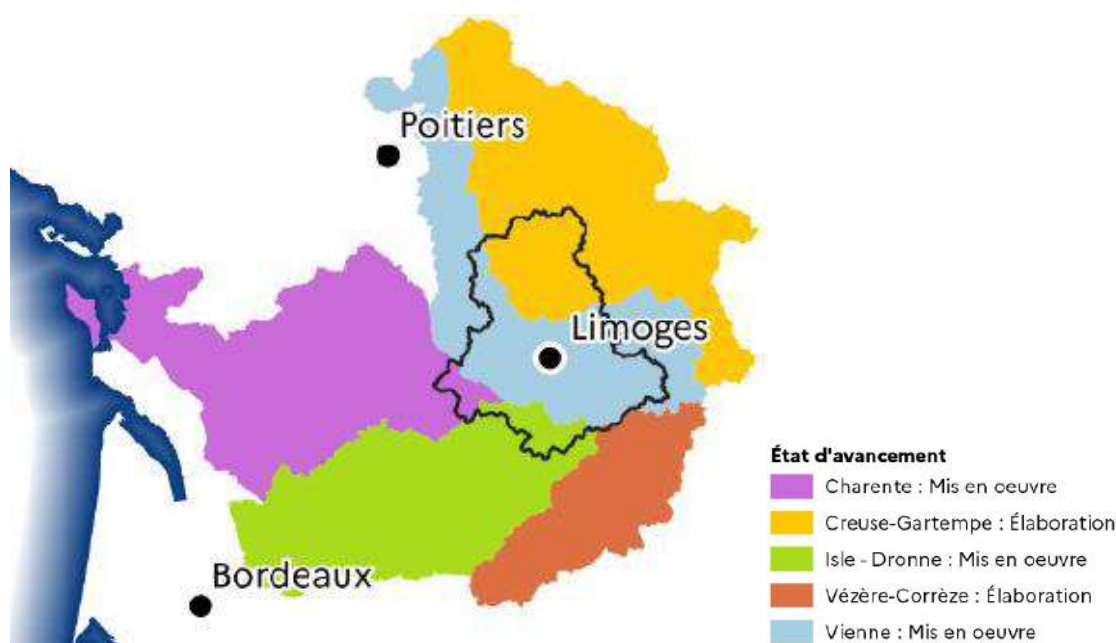 Poitiers
Limoges
Bordeaux
État d'avancement
Charente : Mis en oeuvre
Creuse-Gartempe : Élaboration
Isle - Dronne : Mis en oeuvre
Vézère-Corrèze : Élaboration
Vienne : Mis en oeuvre